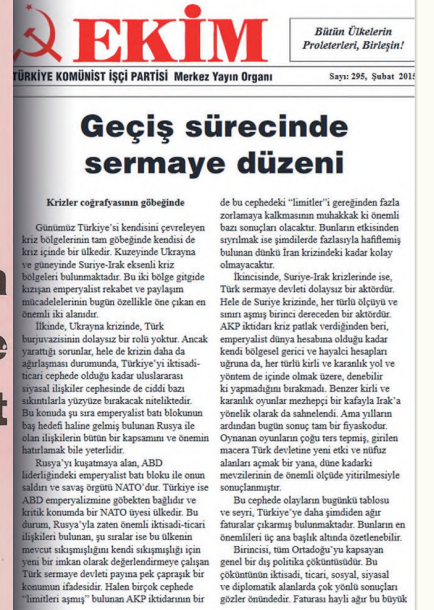 EKİM
Bütün Ülkelerin
Proleterleri, Birleşin!
TÜRKİYE KOMÜNİST İŞÇİ PARTİSİ Merkez Yayın Organı
Sayı: 295, Şubat 2015
Geçiş sürecinde
sermaye düzeni
Krizler coğrafyasının göbeğinde
Günümüz Türkiye'si kendisini çevreleyen
kriz bölgelerinin tam göbeğinde kendisi de
kriz içinde bir ülkedir. Kuzeyinde Ukrayna
ve güneyinde Suriye-Irak eksenli kriz
bölgeleri bulunmaktadır. Bu iki bölge gitgide
kızışan emperyalist rekabet ve paylaşım
mücadelelerinin bugün özellikle öne çıkan en
önemli iki alanıdır.
İlkinde, Ukrayna krizinde, Türk
burjuvazisinin dolaysız bir rolü yoktur. Ancak
yarattığı sorunlar, hele de krizin daha da
ağırlaşması durumunda, Türkiye'yi iktisadi-
ticari cephede olduğu kadar uluslararası
siyasal ilişkiler cephesinde de ciddi bazı
sıkıntılarla yüzyüze bırakacak niteliktedir.
Bu konuda şu sıra emperyalist batı blokunun
baş hedefi haline gelmiş bulunan Rusya ile
olan ilişkilerin bütün bir kapsamını ve önemini
hatırlamak bile yeterlidir.
Rusya'yı kuşatmaya alan, ABD
liderliğindeki emperyalist batı bloku ile onun
saldırı ve savaş örgütü NATO'dur. Türkiye ise
ABD emperyalizmine göbekten bağlıdır ve
kritik konumda bir NATO üyesi ülkedir. Bu
durum, Rusya'yla zaten önemli iktisadi-ticari
ilişkileri bulunan, şu sıralar ise bu ülkenin
mevcut sıkışmışlığını kendi sıkışmışlığı için
yeni bir imkan olarak değerlendirmeye çalışan
Türk sermaye devleti payına pek çapraşık bir
konumun ifadesidir. Halen birçok cephede
"limitleri aşmış" bulunan AKP iktidarının bir
de bu cephedeki "limitler"i gereğinden fazla
zorlamaya kalkmasının muhakkak ki önemli
bazı sonuçları olacaktır. Bunların etkisinden
sıyrılmak ise şimdilerde fazlasıyla hafiflemiş
bulunan dünkü İran krizindeki kadar kolay
olmayacaktır.
İkincisinde, Suriye-Irak krizlerinde ise,
Türk sermaye devleti dolaysız bir aktördür.
Hele de Suriye krizinde, her türlü ölçüyü ve
sınırı aşmış birinci dereceden bir aktördür.
AKP iktidarı kriz patlak verdiğinden beri,
emperyalist dünya hesabına olduğu kadar
kendi bölgesel gerici ve hayalci hesapları
uğruna da, her türlü kirli ve karanlık yol ve
yöntem de içinde olmak üzere, denebilir
ki yapmadığını bırakmadı. Benzer kirli ve
karanlık oyunlar mezhepçi bir kafayla Irak'a
yönelik olarak da sahnelendi. Ama yılların
ardından bugün sonuç tam bir fiyaskodur.
Oynanan oyunların çoğu ters tepmiş, girilen
macera Türk devletine yeni etki ve nüfuz
alanları açmak bir yana, düne kadarki
mevzilerinin de önemli ölçüde yitirilmesiyle
sonuçlanmıştır.
Bu cephede olayların bugünkü tablosu
ve seyri, Türkiye'ye daha şimdiden ağır
faturalar çıkarmış bulunmaktadır. Bunların en
önemlileri üç ana başlık altında özetlenebilir.
Birincisi, tüm Ortadoğu'yu kapsayan
genel bir dış politika çöküntüsüdür. Bu
çöküntünün iktisadi, ticari, sosyal, siyasal
ve diplomatik alanlarda çok yönlü sonuçları
gözler önündedir. Faturası hayli ağır bu büyük